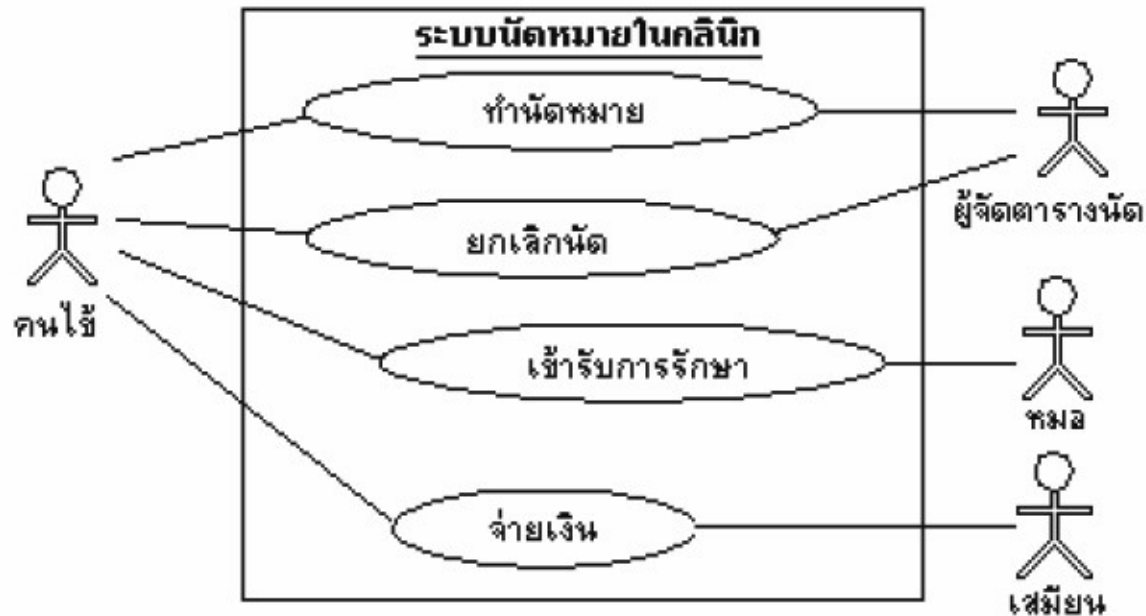 ระบบนัดหมายในคลินิก
ทำนัดหมาย
ผู้จัดตารางนัด
ยกเลิกนัด
คนไข้
เข้ารับการรักษา
หมอ
จ่ายเงิน
เสมียน